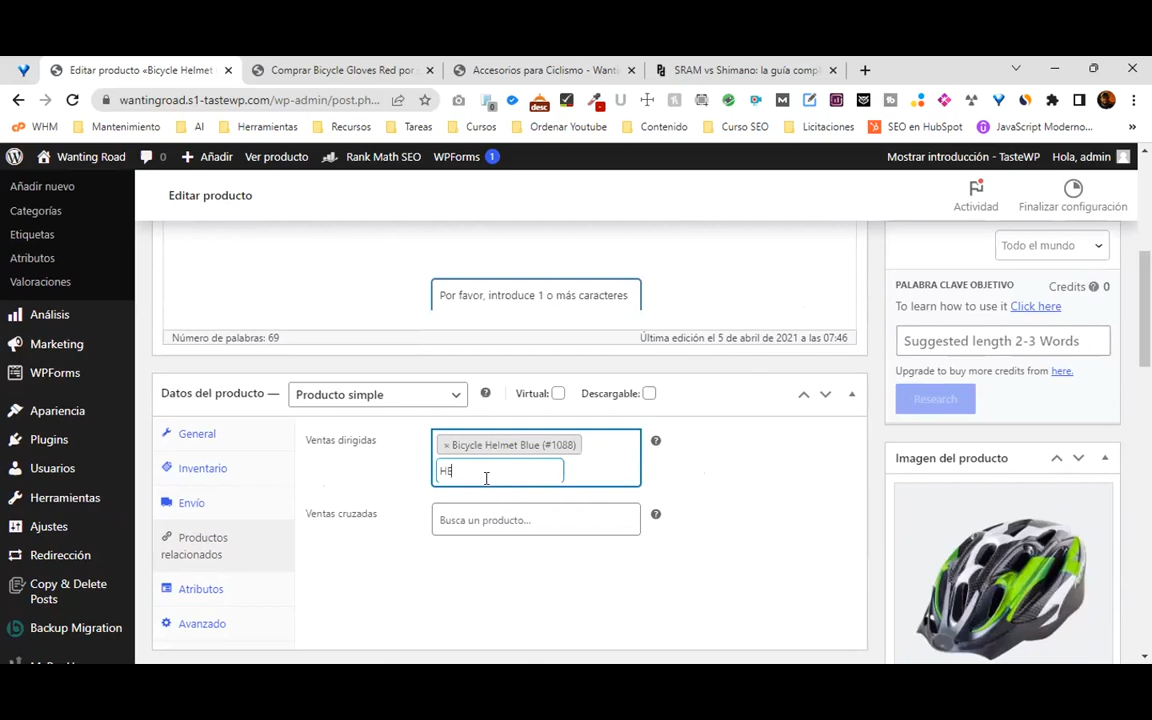 Editar producto «Bicycle Helmet
Comprar Bicycle Gloves Red por
Accesorios para Ciclismo - Wanti
SRAM vs Shimano: la guía comp
wantingroad.s1-tastewp.com/wp-admin/post.ph...
WHM
Mantenimiento
AI
Herramientas
Recursos
Tareas
Cursos
Ordenar Youtube
Contenido
Curso SEO
Licitaciones
SEO en HubSpot
JavaScript Moderno...
Wanting Road
0
Añadir
Ver producto
Rank Math SEO
WPForms 1
Mostrar introducción - TasteWP
Hola, admin
Añadir nuevo
Categorías
Etiquetas
Atributos
Valoraciones
Análisis
Marketing
WPForms
Apariencia
Plugins
Usuarios
Herramientas
Ajustes
Redirección
Copy & Delete
Posts
Backup Migration
Editar producto
Actividad
Finalizar configuración
Por favor, introduce 1 o más caracteres
Número de palabras: 69
Última edición el 5 de abril de 2021 a las 07:46
Datos del producto —
Producto simple
Virtual:
Descargable:
General
Inventario
Envío
Productos
relacionados
Atributos
Avanzado
Ventas dirigidas
× Bicycle Helmet Blue (#1088)
HE
Ventas cruzadas
Busca un producto...
Todo el mundo
PALABRA CLAVE OBJETIVO
Credits 0
To learn how to use it Click here
Suggested length 2-3 Words
Upgrade to buy more credits from here.
Research
Imagen del producto